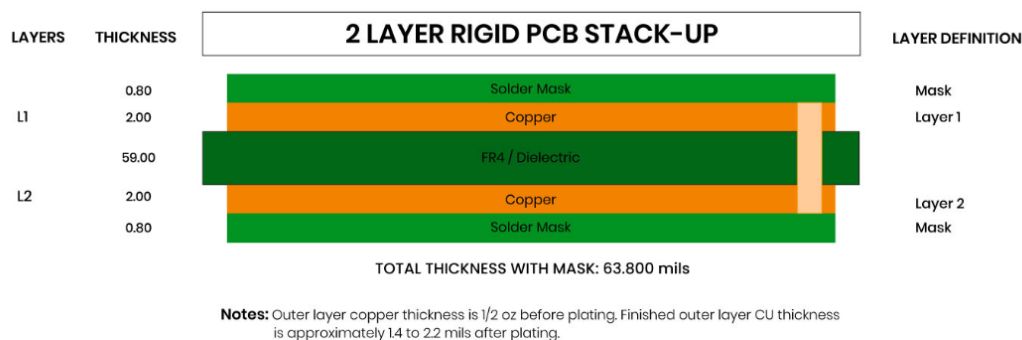 LAYERS THICKNESS 2 LAYER RIGID PCB STACK-UP LAYER DEFINITION
0.80 Solder Mask Mask
L1 2.00 Copper Layer 1
59.00 FR4 / Dielectric
L2 2.00 Copper Layer 2
0.80 Solder Mask Mask
TOTAL THICKNESS WITH MASK: 63.800 mils
Notes: Outer layer copper thickness is 1/2 oz before plating. Finished outer layer CU thickness
is approximately 1.4 to 2.2 mils after plating.